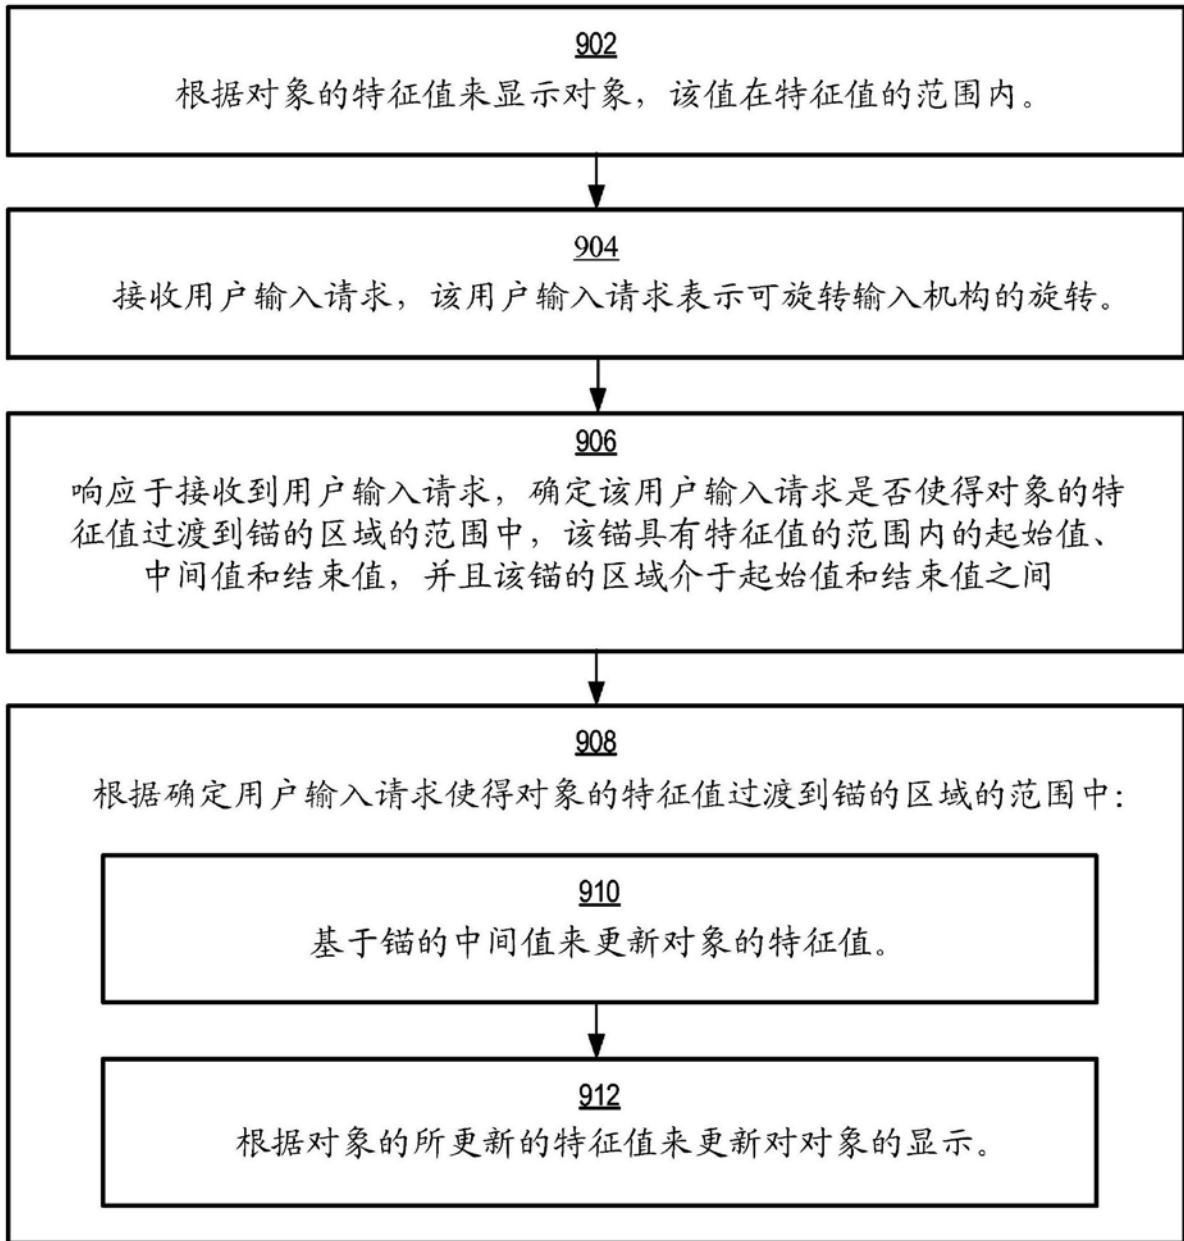 902
根据对象的特征值来显示对象，该值在特征值的范围内。
904
接收用户输入请求，该用户输入请求表示可旋转输入机构的旋转。
906
响应于接收到用户输入请求，确定该用户输入请求是否使得对象的特
征值过渡到锚的区域的范围中，该锚具有特征值的范围内的起始值、
中间值和结束值，并且该锚的区域介于起始值和结束值之间
908
根据确定用户输入请求使得对象的特征值过渡到锚的区域的范围中：
910
基于锚的中间值来更新对象的特征值。
912
根据对象的所更新的特征值来更新对对象的显示。